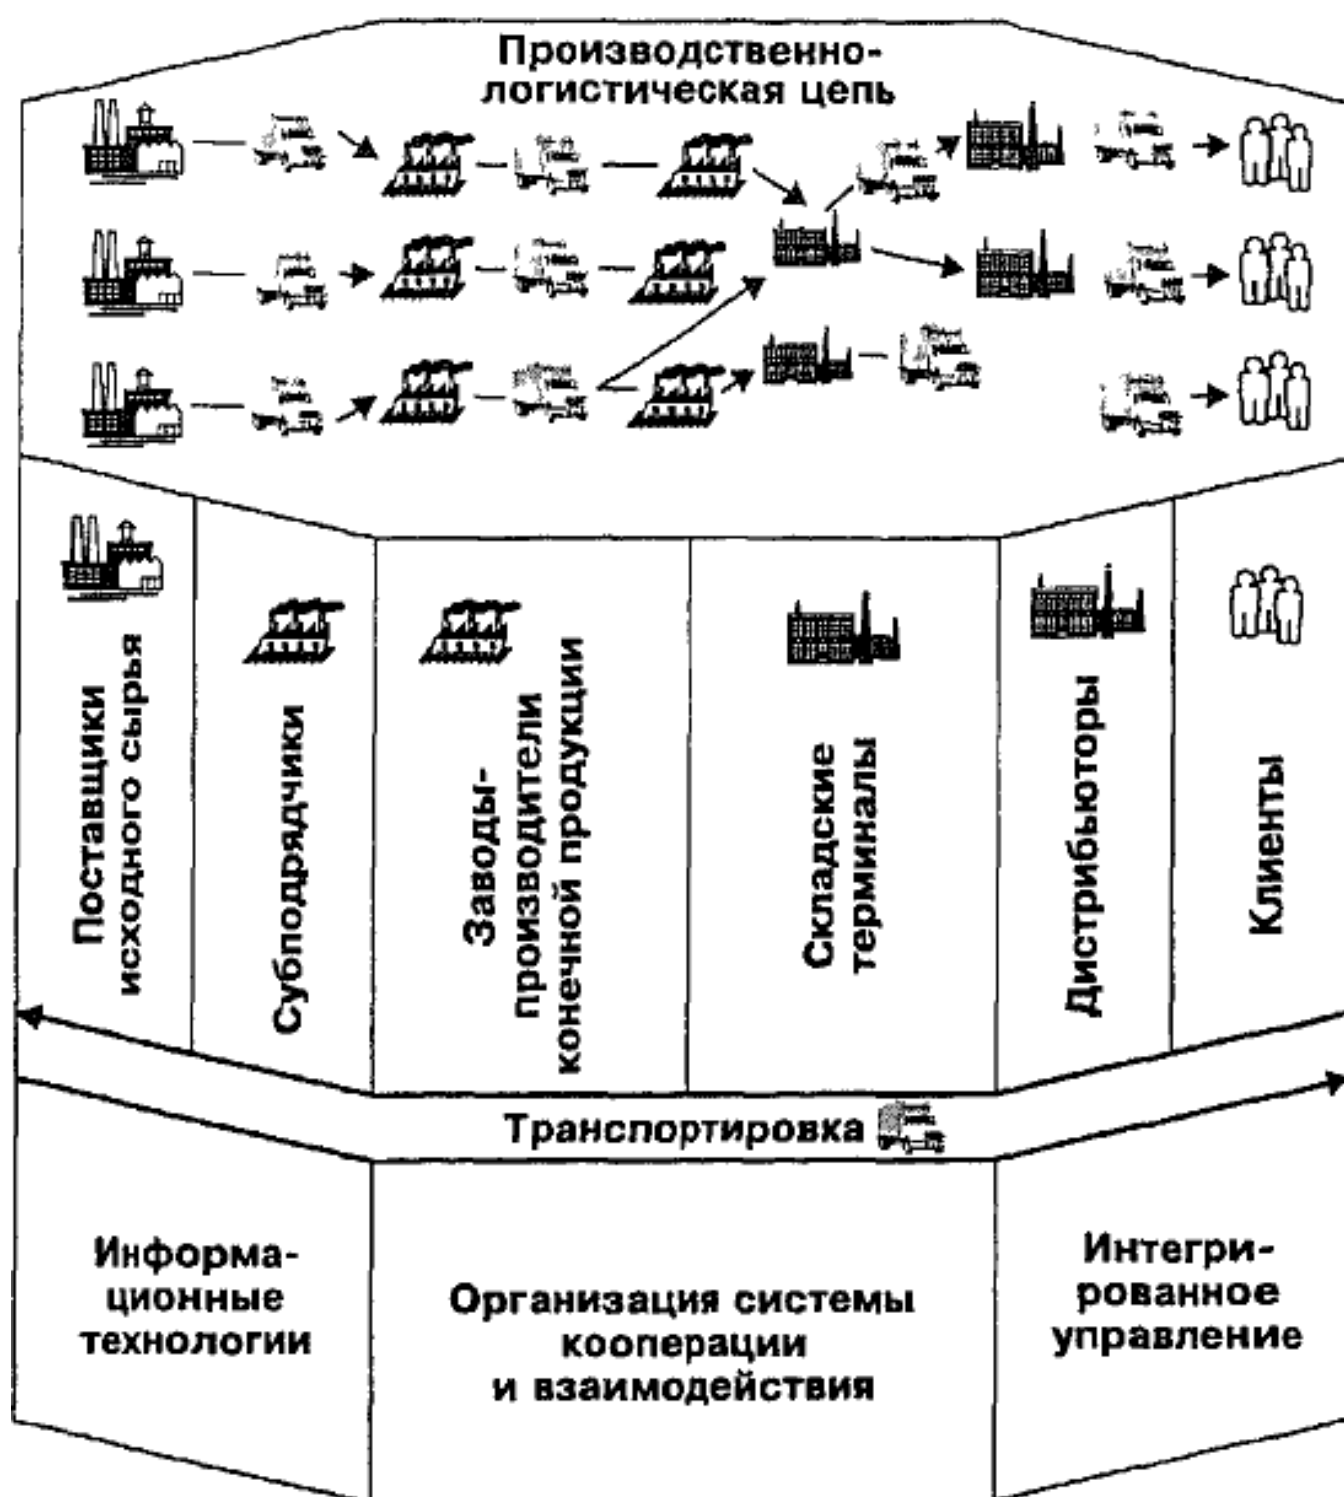 Производственно-
логистическая цепь
Поставщики
исходного сырья
Субподрядчики
Заводы-
производители
конечной продукции
Складские
терминалы
Дистрибьюторы
Клиенты
Транспортировка
Информа-
ционные
технологии
Организация системы
кооперации
и взаимодействия
Интегри-
рованное
управление